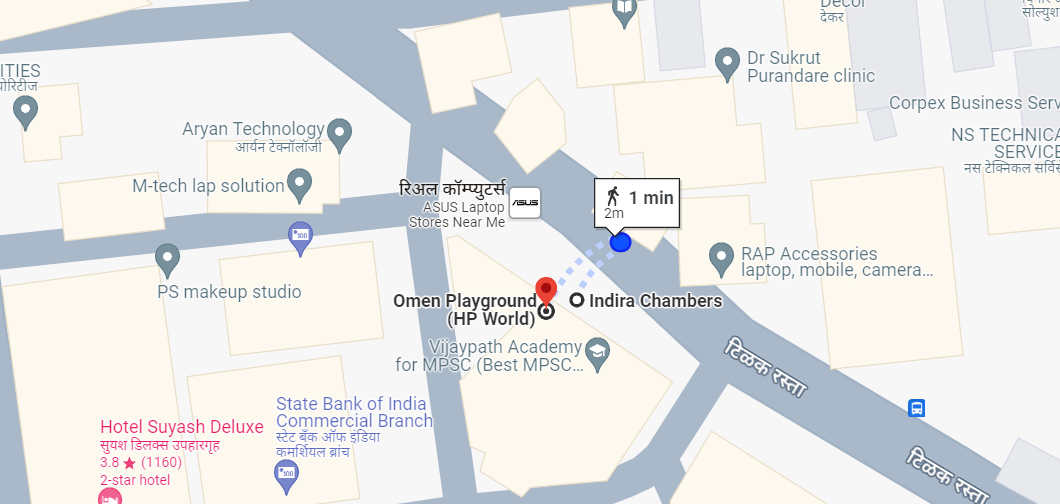 Decor
देकर
Dr Sukrut
Purandare clinic
ITIES
Corpex Business Serv
Aryan Technology
आर्यन टेक्नॉलॉजी
NS TECHNICA
SERVICE
नस टेक्निकल सर्विस
M-tech lap solution
रिअल कॉम्प्युटर्स
ASUS Laptop
Stores Near Me
ASUS
1 min
2m
RAP Accessories
laptop, mobile, camera...
PS makeup studio
Omen Playground
(HP World)
Indira Chambers
Vijaypath Academy
for MPSC (Best MPSC...
टिळक रस्ता
State Bank of India
Commercial Branch
स्टेट बँक ऑफ इंडिया
कमर्शियल ब्रांच
Hotel Suyash Deluxe
सुयश डिलक्स उपहारगृह
3.8 ★ (1160)
2-star hotel
टिळक रस्ता